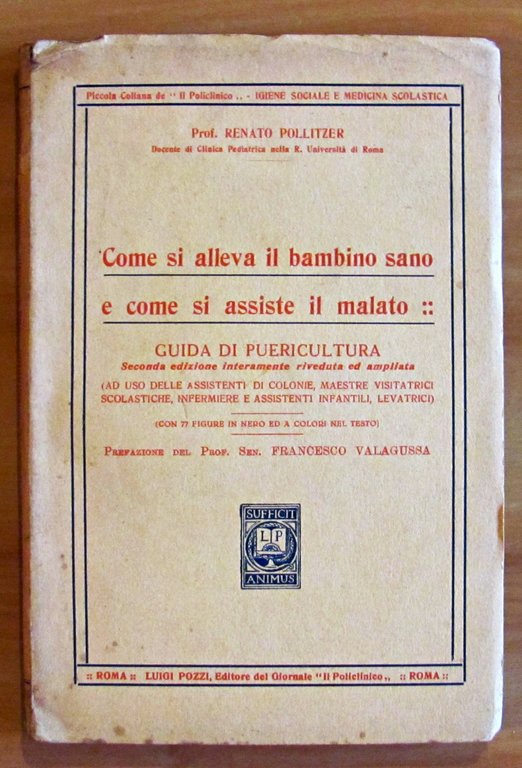 Piccola Collana de "Il Policlinico„ - IGIENE SOCIALE E MEDICINA SCOLASTICA
Prof. RENATO POLLITZER
Docente di Clinica Pediatrica nella R. Università di Roma
Come si alleva il bambino sano
e come si assiste il malato ::
GUIDA DI PUERICULTURA
Seconda edizione interamente riveduta ed ampliata
(AD USO DELLE ASSISTENTI DI COLONIE, MAESTRE VISITATRICI
SCOLASTICHE, INFERMIERE E ASSISTENTI INFANTILI, LEVATRICI)
(CON 77 FIGURE IN NERO ED A COLORI NEL TESTO)
PREFAZIONE DEL PROF. SEN. FRANCESCO VALAGUSSA
SUFFICIT
L P
ANIMUS
:: ROMA :: LUIGI POZZI, Editore del Giornale "Il Policlinico„ :: ROMA ::